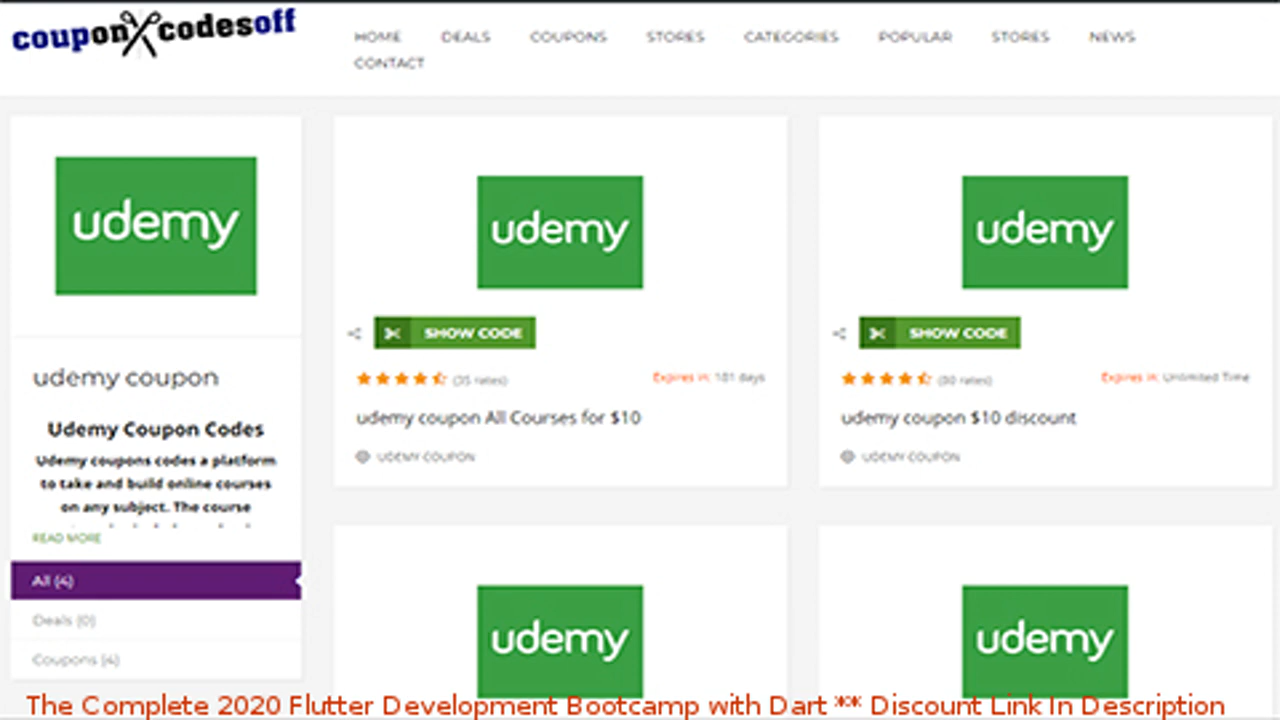 couponcodesoff
HOME DEALS COUPONS STORES CATEGORIES POPULAR STORES NEWS
CONTACT
udemy
udemy coupon
Udemy Coupon Codes
Udemy coupons codes a platform
to take and build online courses
on any subject. The course
READ MORE
All (4)
Deals (0)
Coupons (4)
udemy
SHOW CODE
(35 rates) Expires in: 181 days
udemy coupon All Courses for $10
UDEMY COUPON
udemy
SHOW CODE
Expires in: Unlimited Time
udemy coupon $10 discount
UDEMY COUPON
udemy
udemy
The Complete 2020 Flutter Development Bootcamp with Dart ** Discount Link In Description